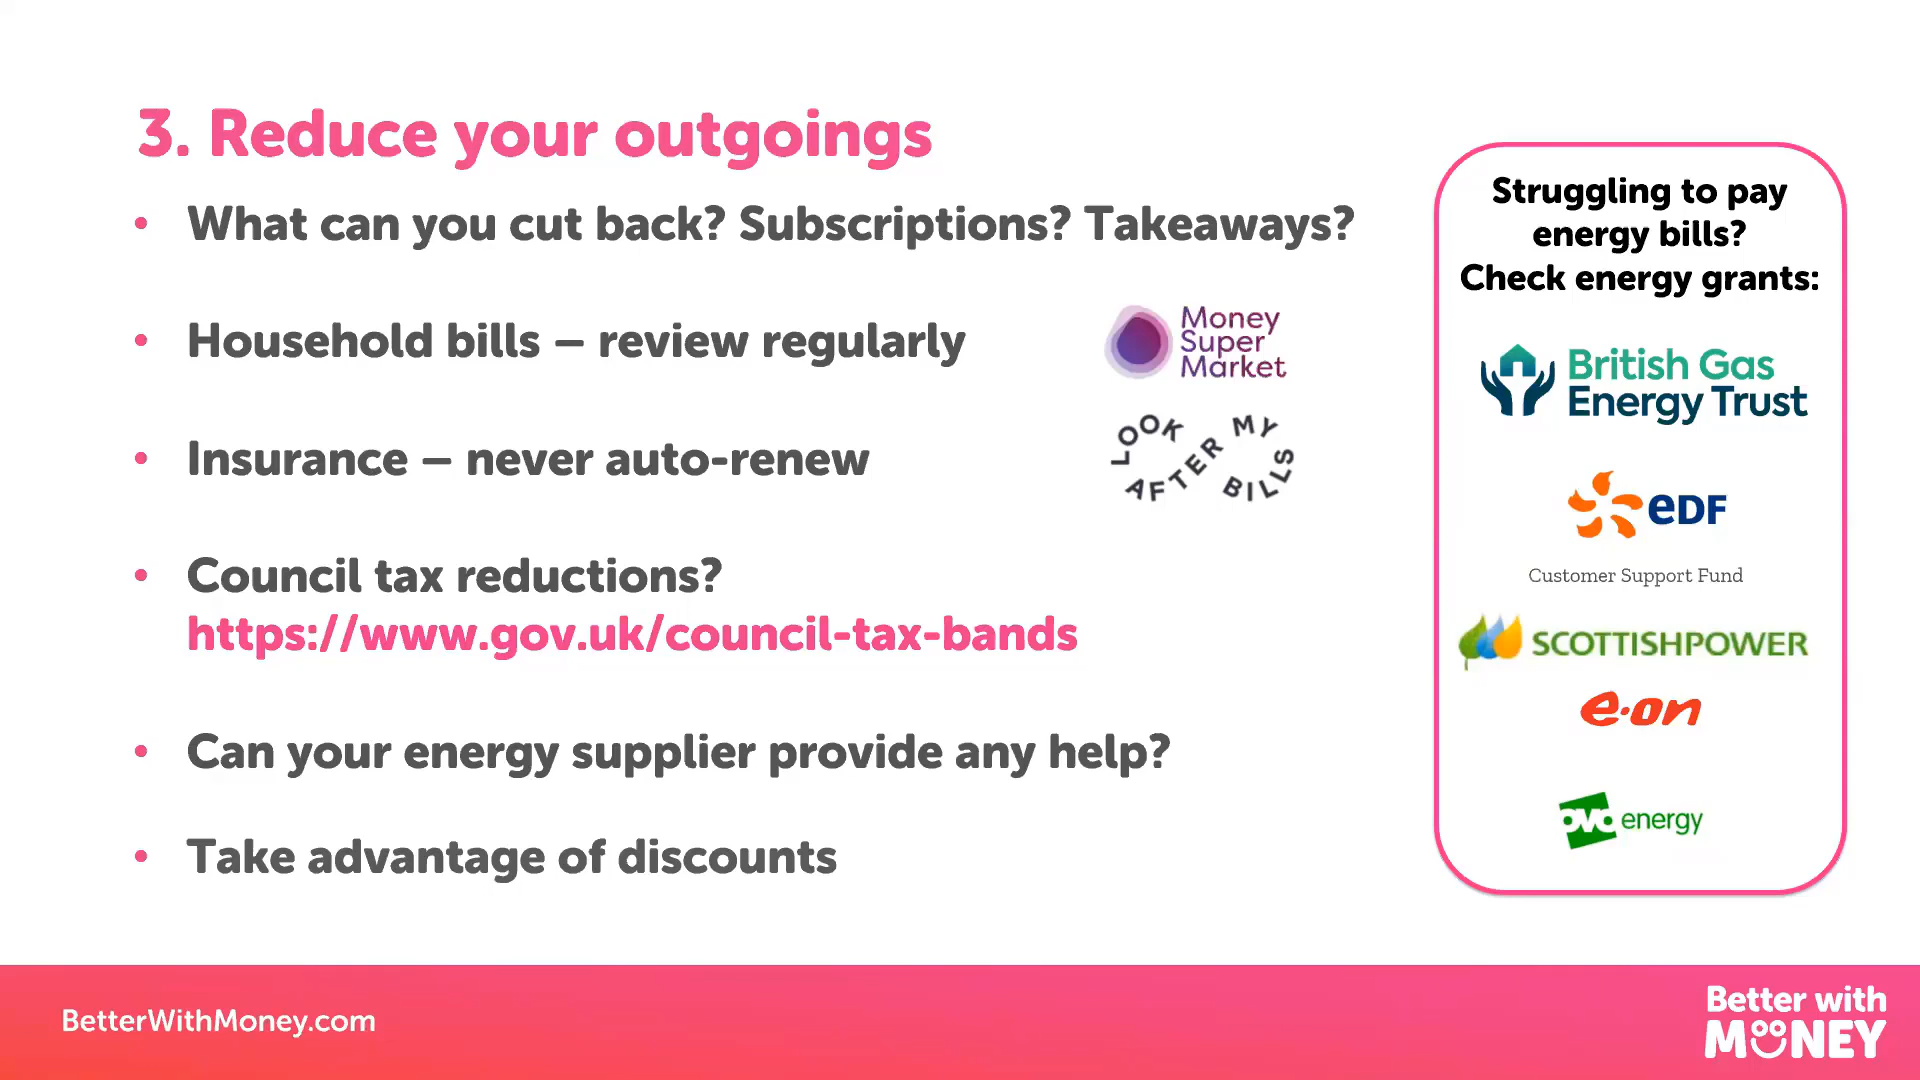 3. Reduce your outgoings
• What can you cut back? Subscriptions? Takeaways?
• Household bills – review regularly
Money
Super
Market
• Insurance – never auto-renew
LOOK
AFTER
MY
BILLS
• Council tax reductions?
https://www.gov.uk/council-tax-bands
• Can your energy supplier provide any help?
• Take advantage of discounts
Struggling to pay
energy bills?
Check energy grants:
British Gas
Energy Trust
eDF
Customer Support Fund
SCOTTISHPOWER
e·on
ovo energy
BetterWithMoney.com
Better with
MONEY